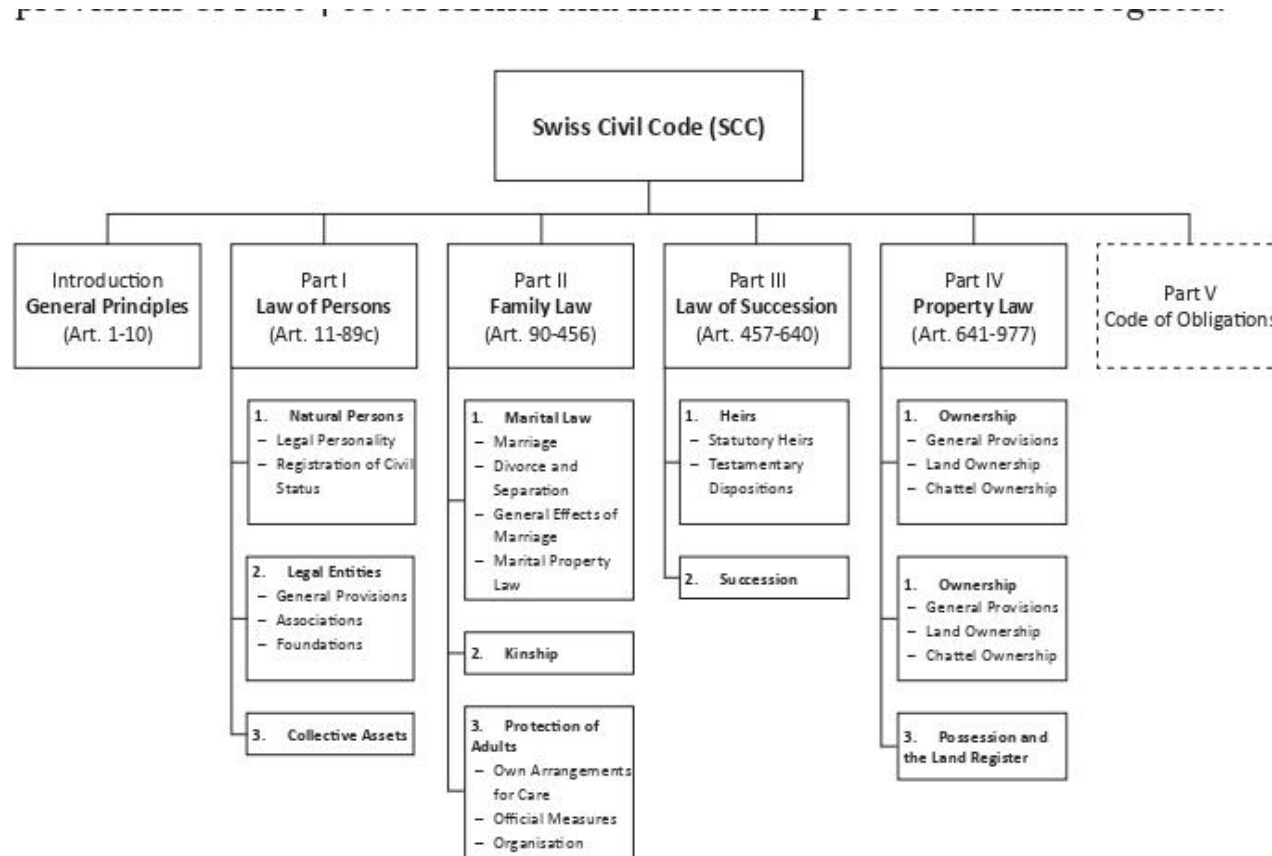 Swiss Civil Code (SCC)
Introduction
General Principles
(Art. 1-10)
Part I
Law of Persons
(Art. 11-89c)
Part II
Family Law
(Art. 90-456)
Part III
Law of Succession
(Art. 457-640)
Part IV
Property Law
(Art. 641-977)
Part V
Code of Obligations
1. Natural Persons
– Legal Personality
– Registration of Civil
Status
2. Legal Entities
– General Provisions
– Associations
– Foundations
3. Collective Assets
1. Marital Law
– Marriage
– Divorce and
Separation
– General Effects of
Marriage
– Marital Property
Law
2. Kinship
3. Protection of
Adults
– Own Arrangements
for Care
– Official Measures
– Organisation
1. Heirs
– Statutory Heirs
– Testamentary
Dispositions
2. Succession
1. Ownership
– General Provisions
– Land Ownership
– Chattel Ownership
1. Ownership
– General Provisions
– Land Ownership
– Chattel Ownership
3. Possession and
the Land Register